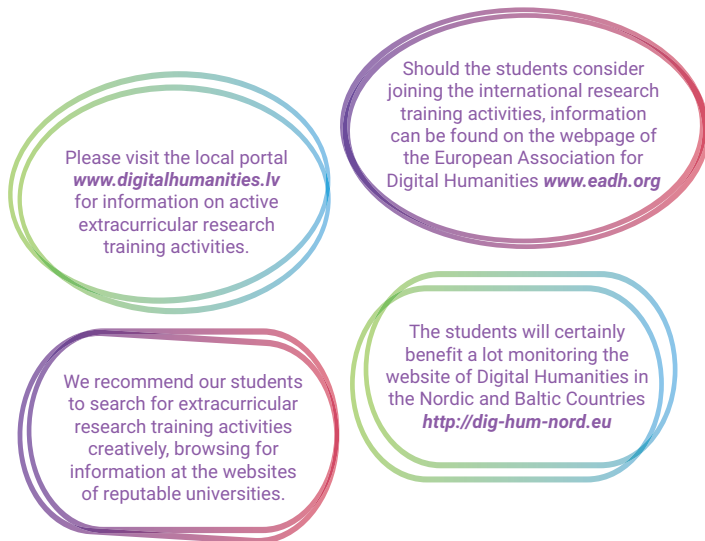 Please visit the local portal
www.digitalhumanities.lv
for information on active
extracurricular research
training activities.
Should the students consider
joining the international research
training activities, information
can be found on the webpage of
the European Association for
Digital Humanities www.eadh.org
We recommend our students
to search for extracurricular
research training activities
creatively, browsing for
information at the websites
of reputable universities.
The students will certainly
benefit a lot monitoring the
website of Digital Humanities in
the Nordic and Baltic Countries
http://dig-hum-nord.eu